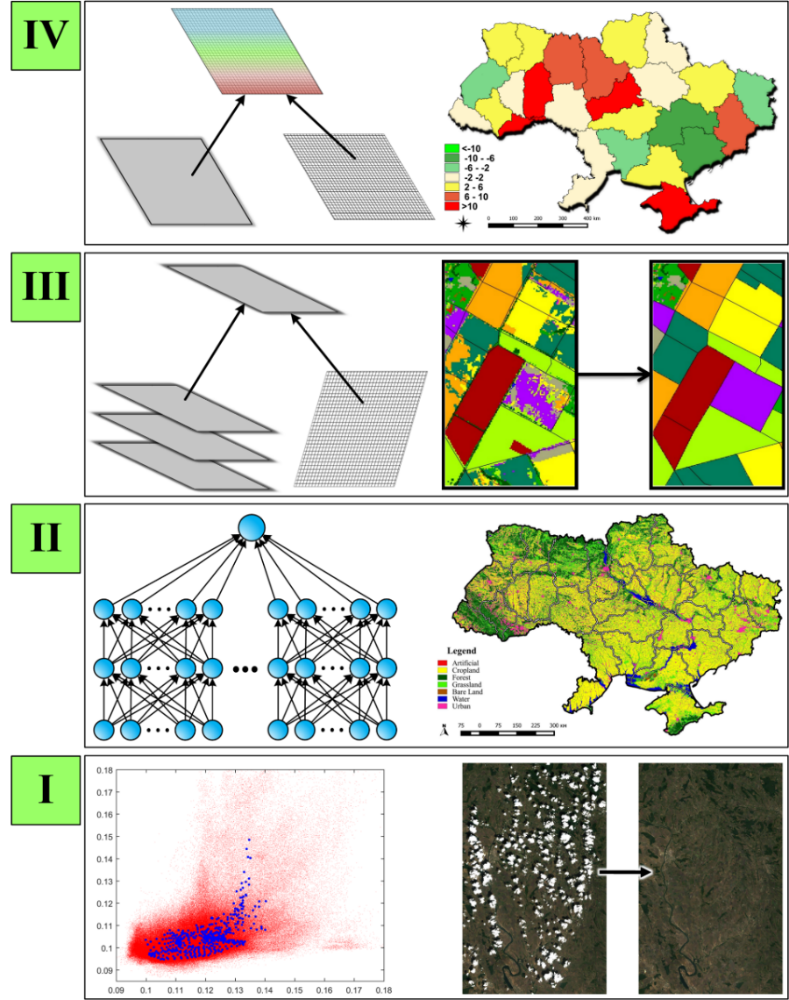 IV
<-10
-10 - -6
-6 - -2
-2 - 2
2 - 6
6 - 10
>10
0 100 200 300 400 km
III
II
Legend
Artificial
Cropland
Forest
Grassland
Bare Land
Water
Urban
N
75 0 75 150 225 300 км
I
0.18
0.17
0.16
0.15
0.14
0.13
0.12
0.11
0.1
0.09
0.09 0.1 0.11 0.12 0.13 0.14 0.15 0.16 0.17 0.18